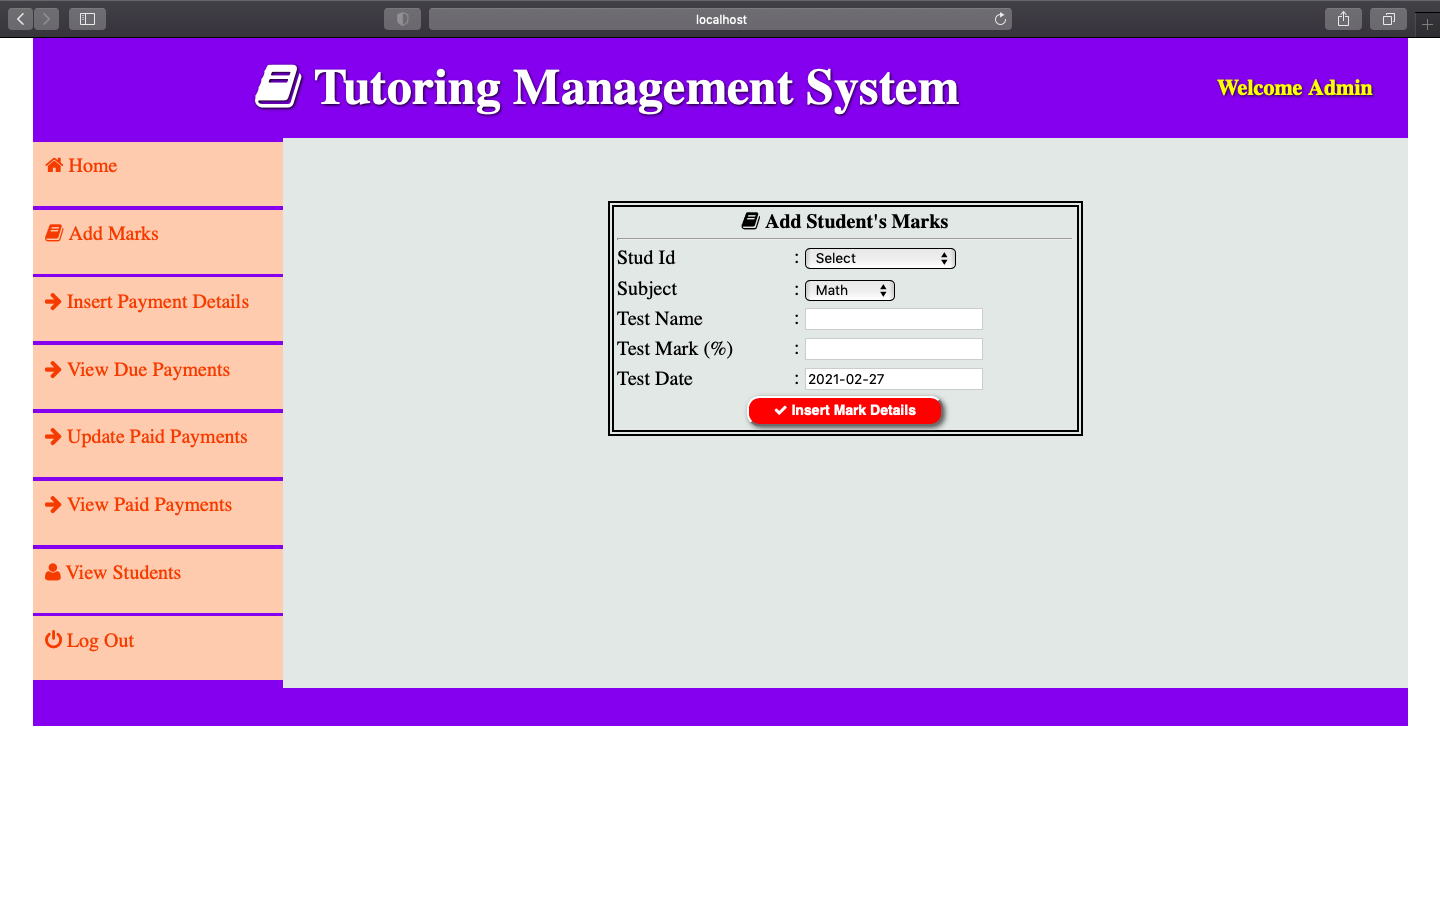 localhost
Tutoring Management System
Welcome Admin
Home
Add Marks
Insert Payment Details
View Due Payments
Update Paid Payments
View Paid Payments
View Students
Log Out
Add Student's Marks
Stud Id : Select
Subject : Math
Test Name :
Test Mark (%) :
Test Date : 2021-02-27
Insert Mark Details